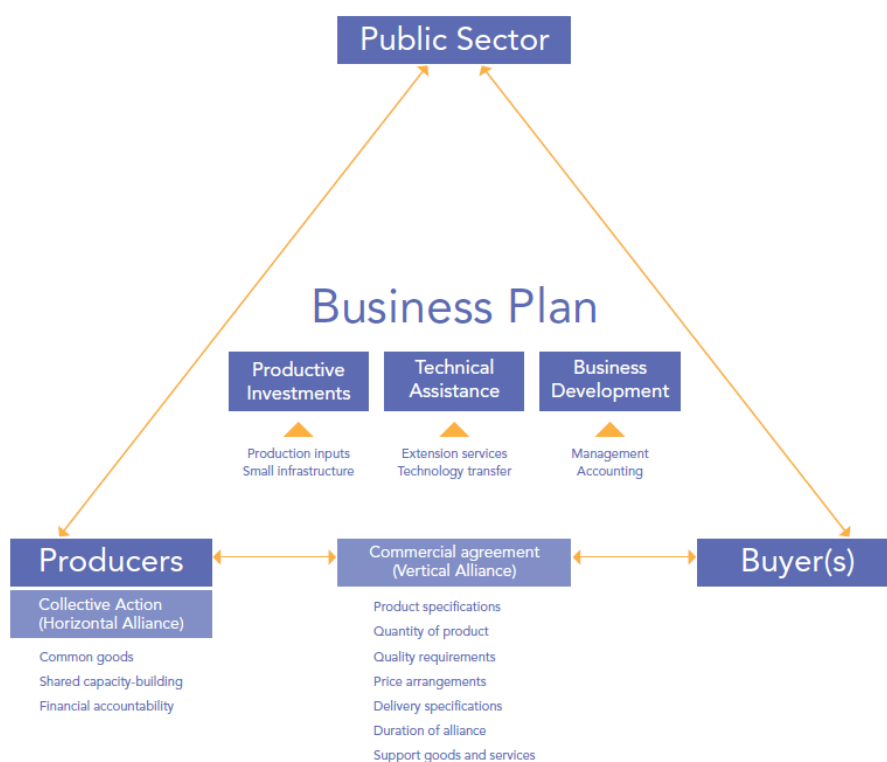 Public Sector
Business Plan
Productive
Investments
Technical
Assistance
Business
Development
Production inputs
Small infrastructure
Extension services
Technology transfer
Management
Accounting
Producers
Commercial agreement
(Vertical Alliance)
Buyer(s)
Collective Action
(Horizontal Alliance)
Common goods
Shared capacity-building
Financial accountability
Product specifications
Quantity of product
Quality requirements
Price arrangements
Delivery specifications
Duration of alliance
Support goods and services